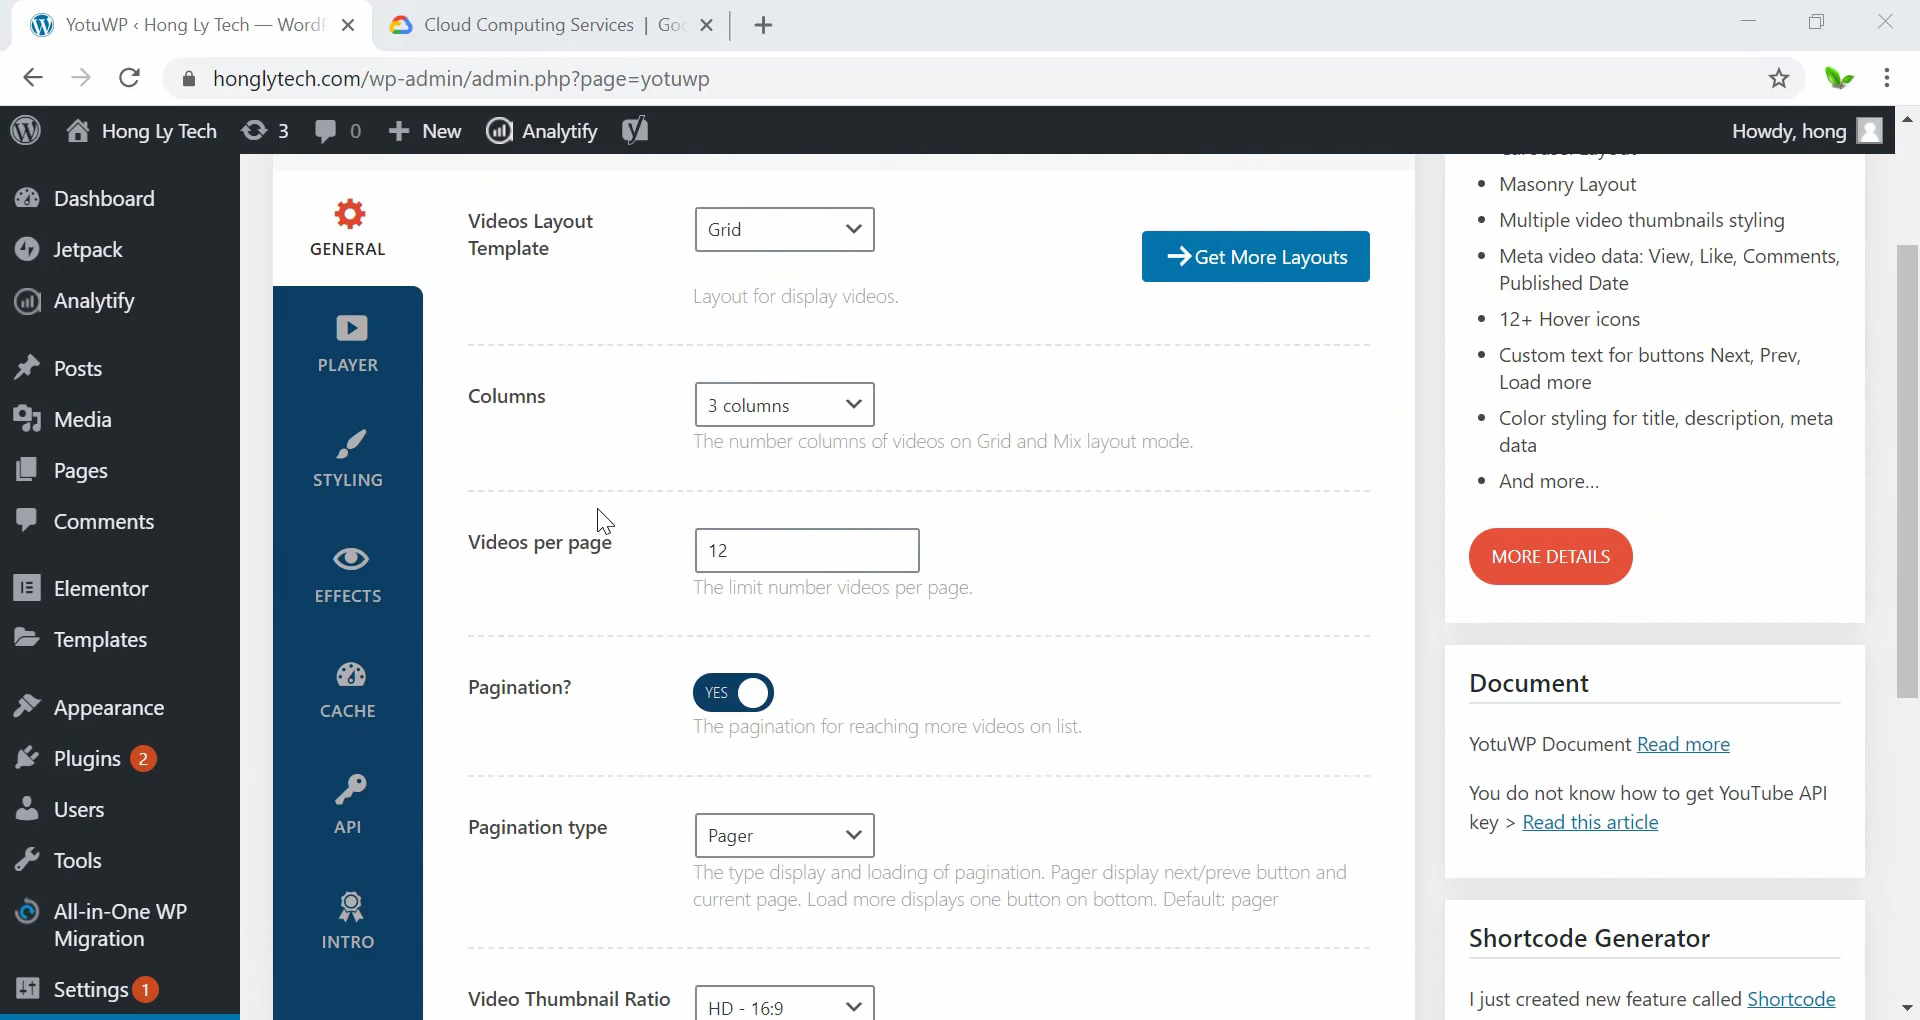 YotuWP ‹ Hong Ly Tech — WordP
Cloud Computing Services | Goo
honglytech.com/wp-admin/admin.php?page=yotuwp
Hong Ly Tech 3 0 New Analytify Howdy, hong
Dashboard
Jetpack
Analytify
Posts
Media
Pages
Comments
Elementor
Templates
Appearance
Plugins 2
Users
Tools
All-in-One WP
Migration
Settings 1
GENERAL
PLAYER
STYLING
EFFECTS
CACHE
API
INTRO
Videos Layout
Template
Grid
Get More Layouts
Layout for display videos.
Columns
3 columns
The number columns of videos on Grid and Mix layout mode.
Videos per page
12
The limit number videos per page.
Pagination?
YES
The pagination for reaching more videos on list.
Pagination type
Pager
The type display and loading of pagination. Pager display next/preve button and
current page. Load more displays one button on bottom. Default: pager
Video Thumbnail Ratio
HD - 16:9
Masonry Layout
Multiple video thumbnails styling
Meta video data: View, Like, Comments,
Published Date
12+ Hover icons
Custom text for buttons Next, Prev,
Load more
Color styling for title, description, meta
data
And more...
MORE DETAILS
Document
YotuWP Document Read more
You do not know how to get YouTube API
key > Read this article
Shortcode Generator
I just created new feature called Shortcode